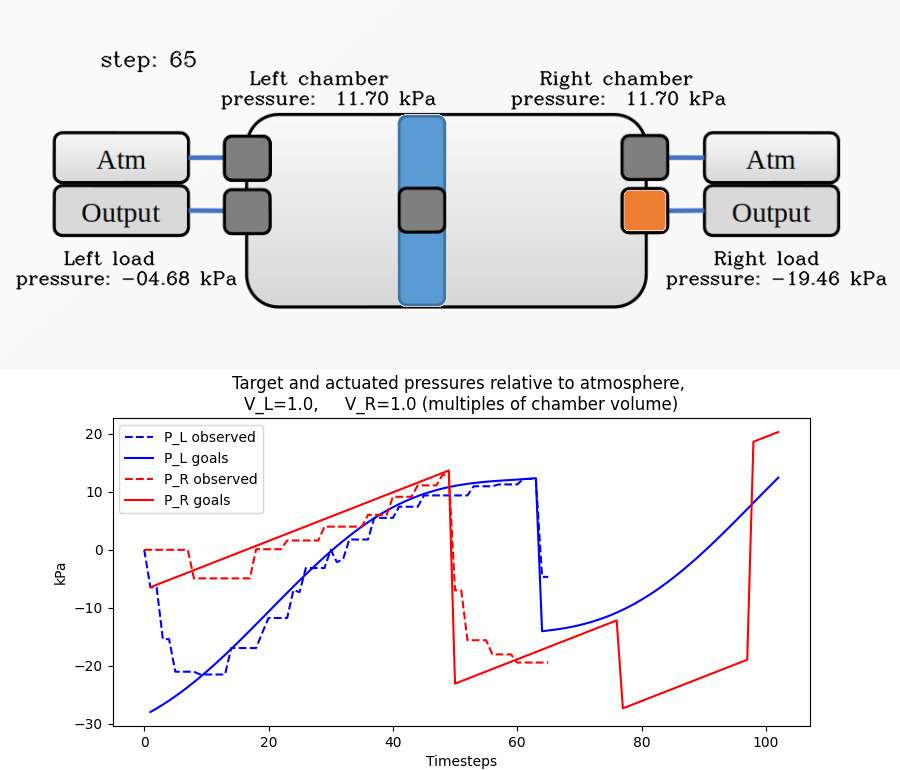 step: 65
Left chamber
pressure: 11.70 kPa
Right chamber
pressure: 11.70 kPa
Atm
Output
Atm
Output
Left load
pressure: −04.68 kPa
Right load
pressure: −19.46 kPa
Target and actuated pressures relative to atmosphere,
V_L=1.0, V_R=1.0 (multiples of chamber volume)
P_L observed
P_L goals
P_R observed
P_R goals
kPa
20
10
0
−10
−20
−30
0 20 40 60 80 100
Timesteps